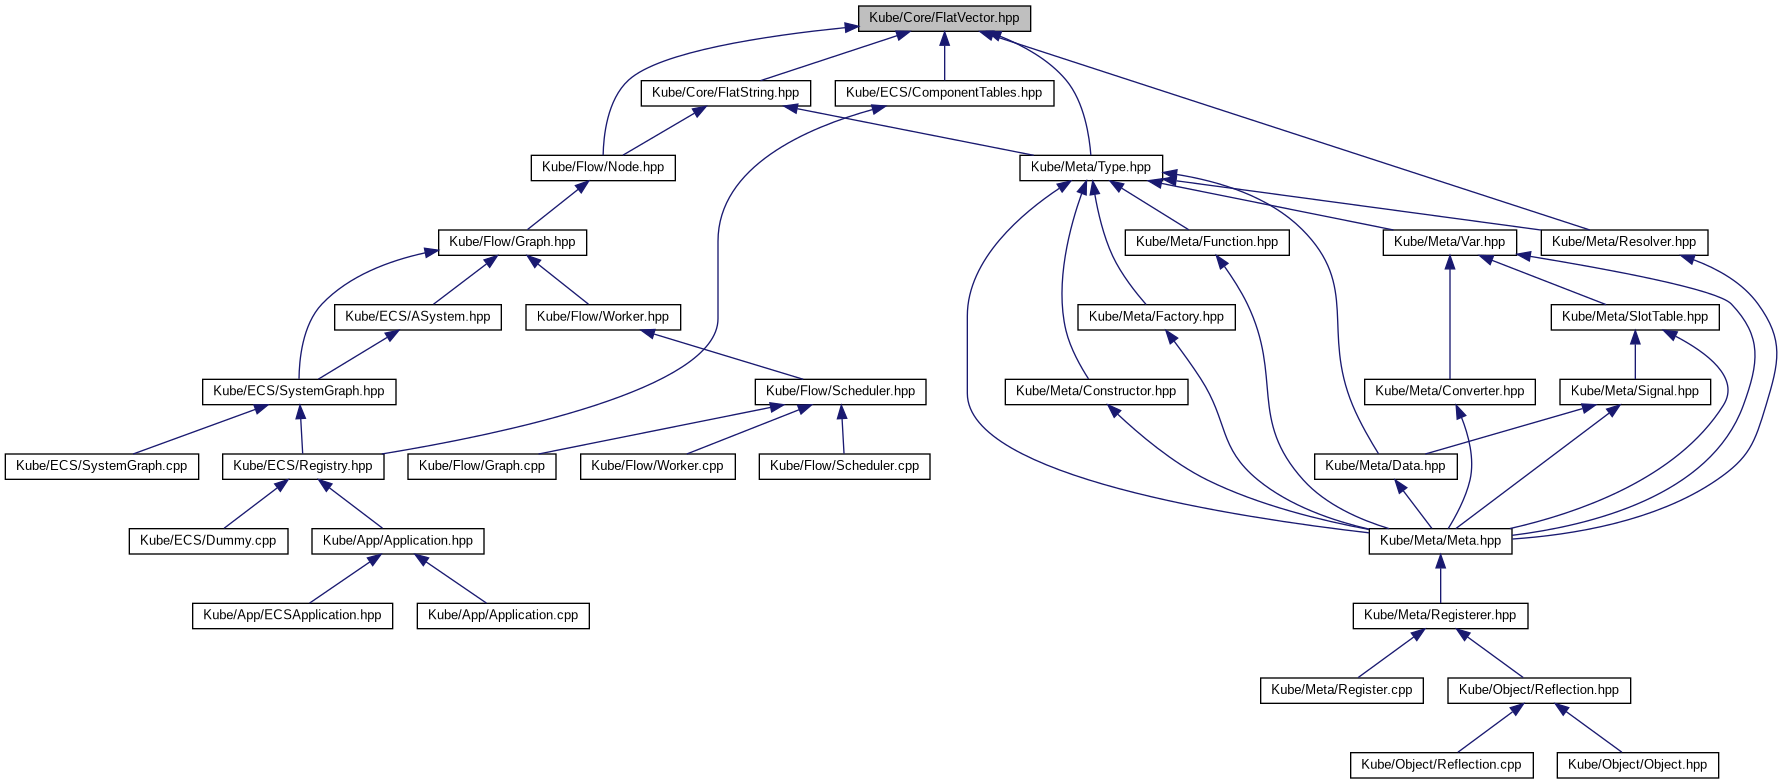 Kube/Core/FlatVector.hpp
Kube/Core/FlatString.hpp
Kube/ECS/ComponentTables.hpp
Kube/Flow/Node.hpp
Kube/Meta/Type.hpp
Kube/Flow/Graph.hpp
Kube/Meta/Function.hpp
Kube/Meta/Var.hpp
Kube/Meta/Resolver.hpp
Kube/ECS/ASystem.hpp
Kube/Flow/Worker.hpp
Kube/Meta/Factory.hpp
Kube/Meta/SlotTable.hpp
Kube/ECS/SystemGraph.hpp
Kube/Flow/Scheduler.hpp
Kube/Meta/Constructor.hpp
Kube/Meta/Converter.hpp
Kube/Meta/Signal.hpp
Kube/ECS/SystemGraph.cpp
Kube/ECS/Registry.hpp
Kube/Flow/Graph.cpp
Kube/Flow/Worker.cpp
Kube/Flow/Scheduler.cpp
Kube/Meta/Data.hpp
Kube/ECS/Dummy.cpp
Kube/App/Application.hpp
Kube/Meta/Meta.hpp
Kube/App/ECSApplication.hpp
Kube/App/Application.cpp
Kube/Meta/Registerer.hpp
Kube/Meta/Register.cpp
Kube/Object/Reflection.hpp
Kube/Object/Reflection.cpp
Kube/Object/Object.hpp